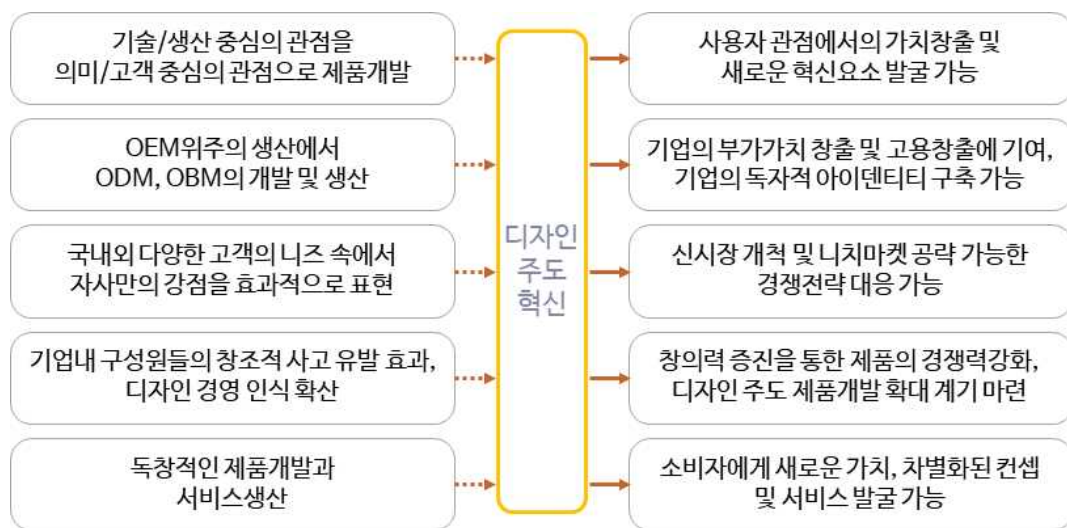 기술/생산 중심의 관점을
의미/고객 중심의 관점으로 제품개발
사용자 관점에서의 가치창출 및
새로운 혁신요소 발굴 가능
OEM위주의 생산에서
ODM, OBM의 개발 및 생산
기업의 부가가치 창출 및 고용창출에 기여,
기업의 독자적 아이덴티티 구축 가능
디자인
주도
혁신
국내외 다양한 고객의 니즈 속에서
자사만의 강점을 효과적으로 표현
신시장 개척 및 니치마켓 공략 가능한
경쟁전략 대응 가능
기업내 구성원들의 창조적 사고 유발 효과,
디자인 경영 인식 확산
창의력 증진을 통한 제품의 경쟁력강화,
디자인 주도 제품개발 확대 계기 마련
독창적인 제품개발과
서비스생산
소비자에게 새로운 가치, 차별화된 컨셉
및 서비스 발굴 가능